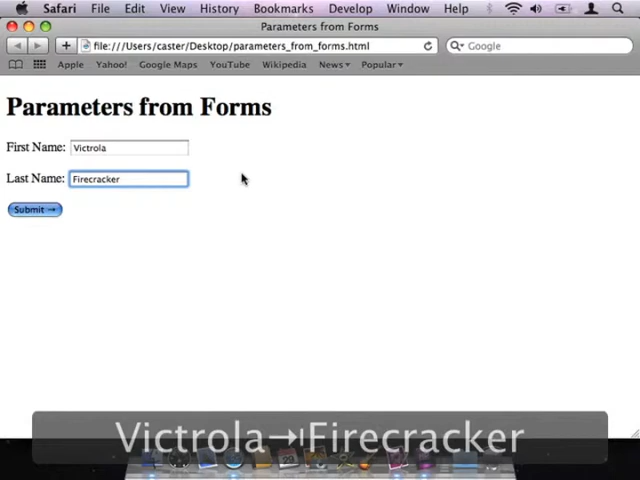 Safari File Edit View History Bookmarks Develop Window Help
Parameters from Forms
file:///Users/caster/Desktop/parameters_from_forms.html Google
Apple Yahoo! Google Maps YouTube Wikipedia News▾ Popular▾
Parameters from Forms
First Name: Victrola
Last Name: Firecracker
Submit →
Victrola⇥Firecracker